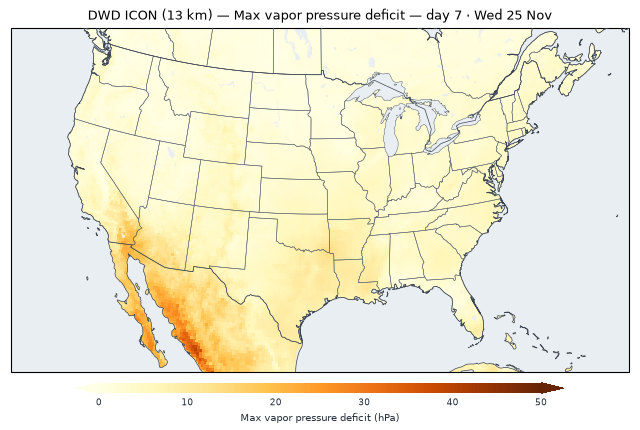 DWD ICON (13 km) — Max vapor pressure deficit — day 7 · Wed 25 Nov
0 10 20 30 40 50
Max vapor pressure deficit (hPa)